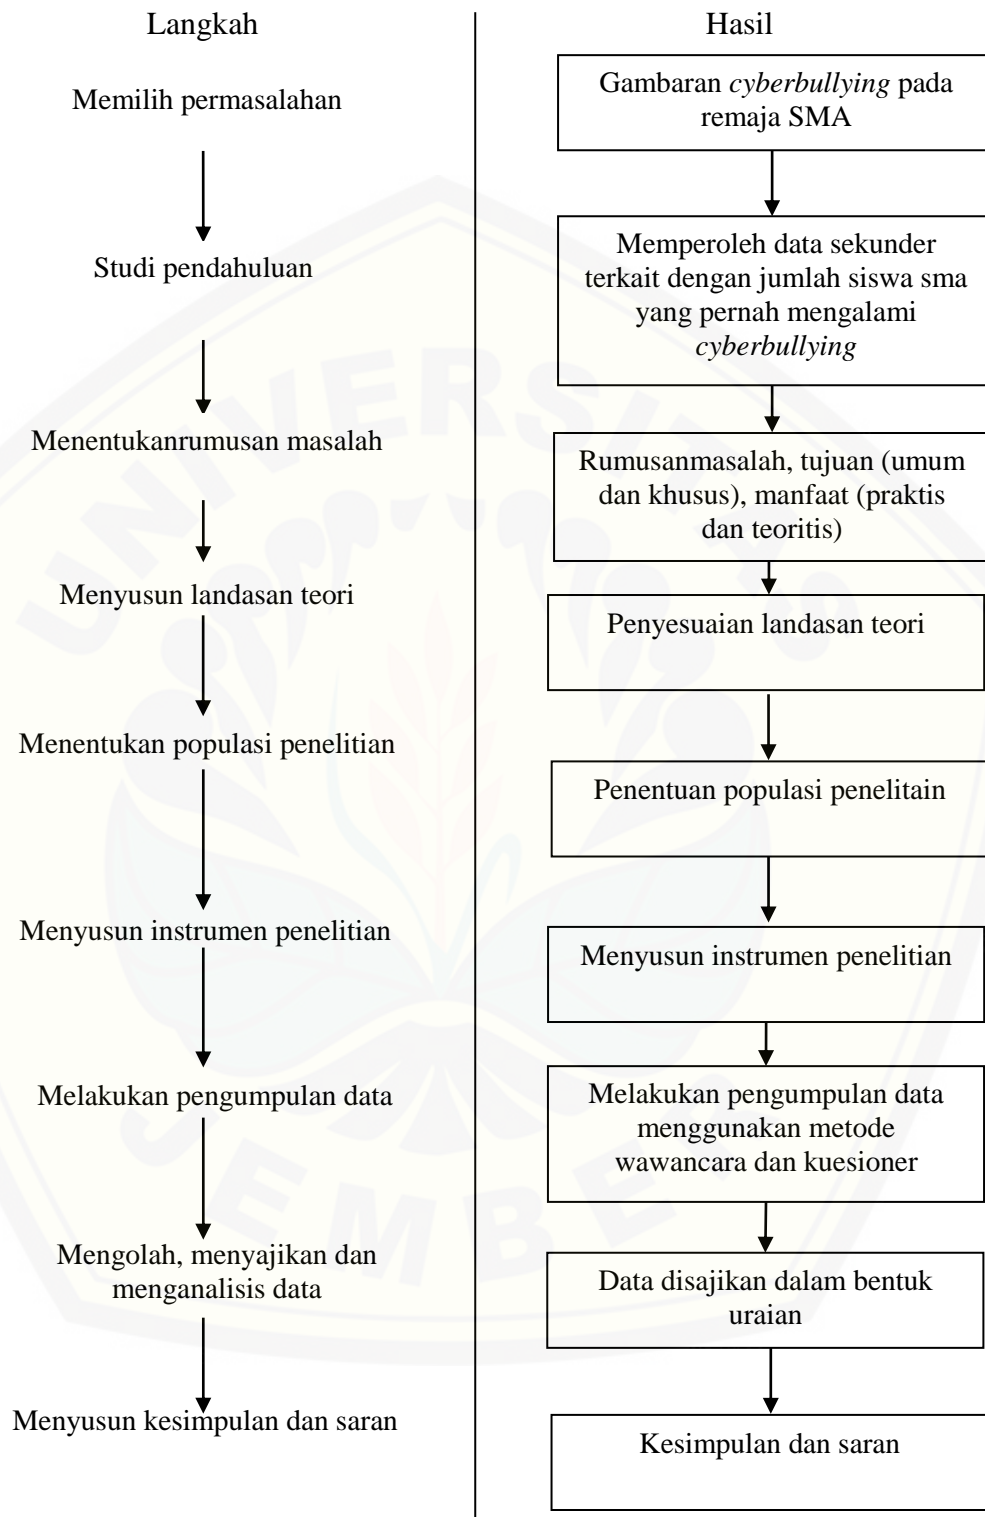 Langkah
Memilih permasalahan
Studi pendahuluan
Menentukanrumusan masalah
Menyusun landasan teori
Menentukan populasi penelitian
Menyusun instrumen penelitian
Melakukan pengumpulan data
Mengolah, menyajikan dan
menganalisis data
Menyusun kesimpulan dan saran
Hasil
Gambaran cyberbullying pada
remaja SMA
Memperoleh data sekunder
terkait dengan jumlah siswa sma
yang pernah mengalami
cyberbullying
Rumusanmasalah, tujuan (umum
dan khusus), manfaat (praktis
dan teoritis)
Penyesuaian landasan teori
Penentuan populasi penelitain
Menyusun instrumen penelitian
Melakukan pengumpulan data
menggunakan metode
wawancara dan kuesioner
Data disajikan dalam bentuk
uraian
Kesimpulan dan saran
UNIVERSITAS
JEMBER